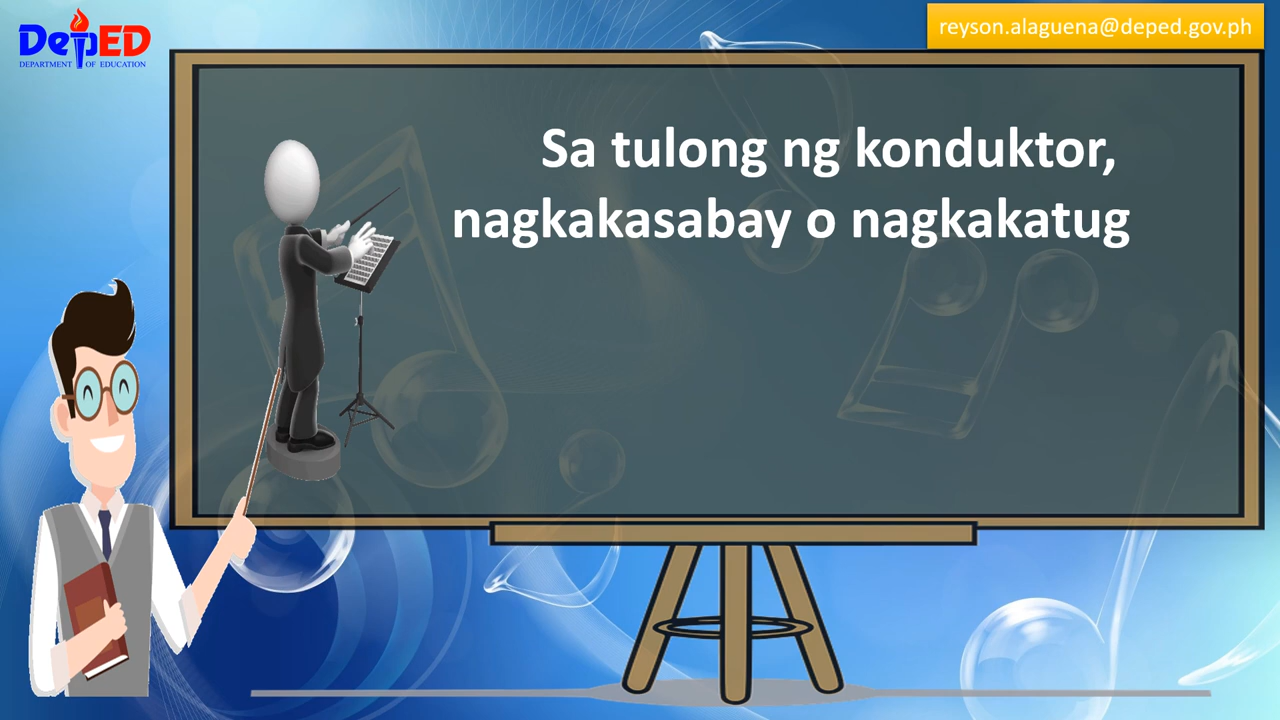 DepED
DEPARTMENT OF EDUCATION
reyson.alaguena@deped.gov.ph
Sa tulong ng konduktor,
nagkakasabay o nagkakatug